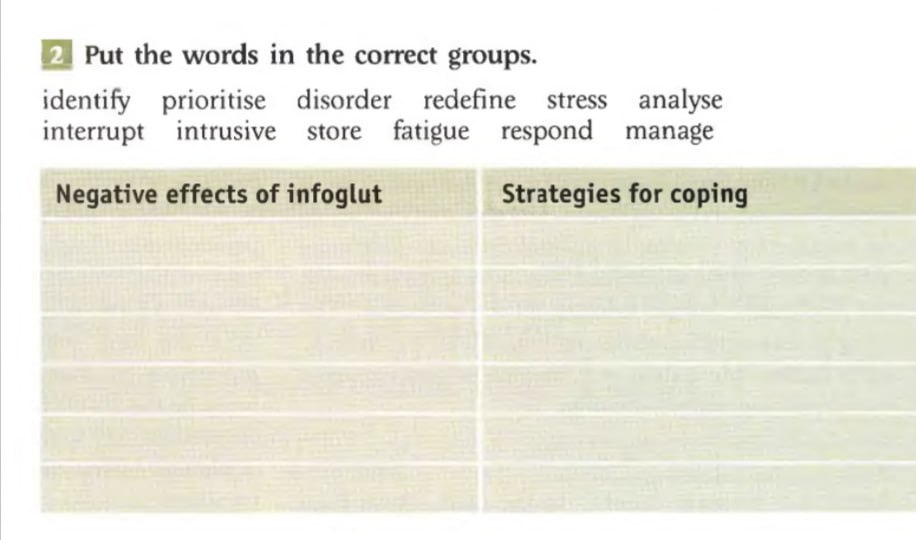 2 Put the words in the correct groups.
identify prioritise disorder redefine stress analyse
interrupt intrusive store fatigue respond manage
Negative effects of infoglut Strategies for coping